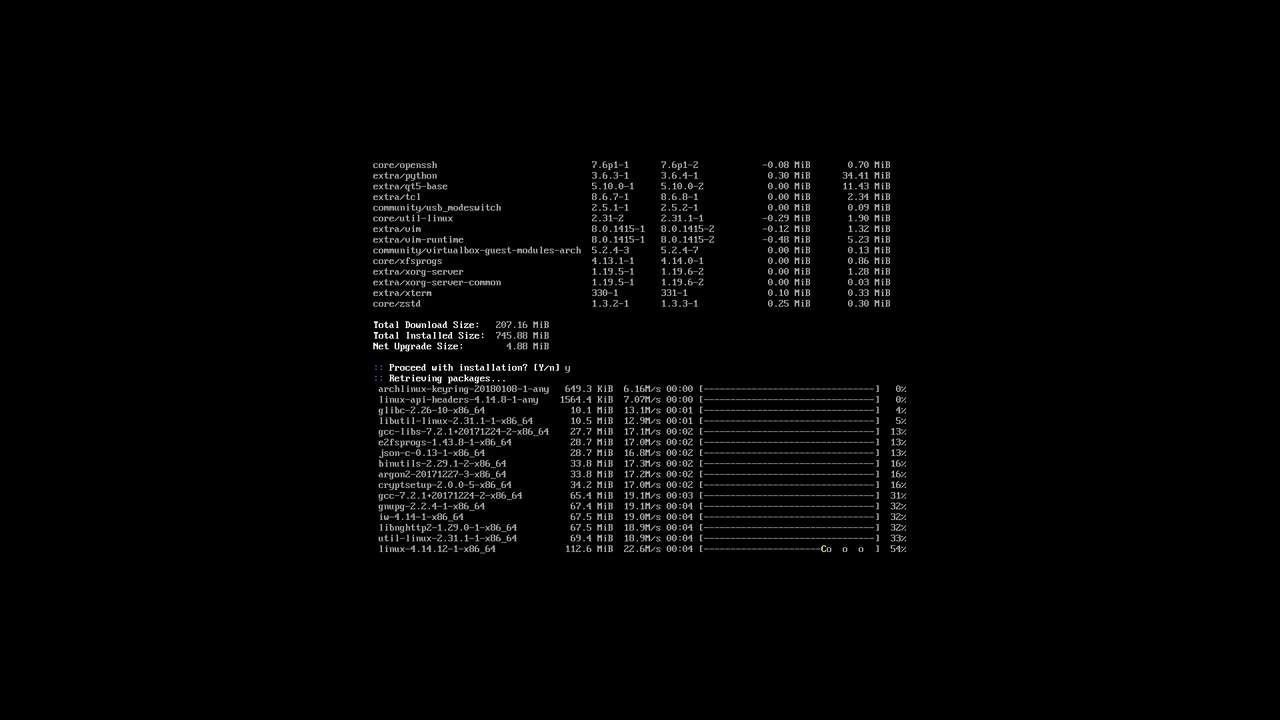 core/openssh 7.6p1-1 7.6p1-2 -0.08 MiB 0.70 MiB
extra/python 3.6.3-1 3.6.4-1 0.30 MiB 34.41 MiB
extra/qt5-base 5.10.0-1 5.10.0-2 0.00 MiB 11.43 MiB
extra/tcl 8.6.7-1 8.6.8-1 0.00 MiB 2.34 MiB
community/usb_modeswitch 2.5.1-1 2.5.2-1 0.00 MiB 0.09 MiB
core/util-linux 2.31-2 2.31.1-1 -0.29 MiB 1.90 MiB
extra/vim 8.0.1415-1 8.0.1415-2 -0.12 MiB 1.32 MiB
extra/vim-runtime 8.0.1415-1 8.0.1415-2 -0.48 MiB 5.23 MiB
community/virtualbox-guest-modules-arch 5.2.4-3 5.2.4-7 0.00 MiB 0.13 MiB
core/xfsprogs 4.13.1-1 4.14.0-1 0.00 MiB 0.86 MiB
extra/xorg-server 1.19.5-1 1.19.6-2 0.00 MiB 1.28 MiB
extra/xorg-server-common 1.19.5-1 1.19.6-2 0.00 MiB 0.03 MiB
extra/xterm 330-1 331-1 0.10 MiB 0.33 MiB
core/zstd 1.3.2-1 1.3.3-1 0.25 MiB 0.30 MiB
Total Download Size: 207.16 MiB
Total Installed Size: 745.88 MiB
Net Upgrade Size: 4.88 MiB
:: Proceed with installation? [Y/n] y
:: Retrieving packages...
archlinux-keyring-20180108-1-any 649.3 KiB 6.16M/s 00:00 [--------------------------------] 0%
linux-api-headers-4.14.8-1-any 1564.4 KiB 7.07M/s 00:00 [--------------------------------] 0%
glibc-2.26-10-x86_64 10.1 MiB 13.1M/s 00:01 [--------------------------------] 4%
libutil-linux-2.31.1-1-x86_64 10.5 MiB 12.9M/s 00:01 [--------------------------------] 5%
gcc-libs-7.2.1+20171224-2-x86_64 27.7 MiB 17.1M/s 00:02 [--------------------------------] 13%
e2fsprogs-1.43.8-1-x86_64 28.7 MiB 17.0M/s 00:02 [--------------------------------] 13%
json-c-0.13-1-x86_64 28.7 MiB 16.8M/s 00:02 [--------------------------------] 13%
binutils-2.29.1-2-x86_64 33.8 MiB 17.3M/s 00:02 [--------------------------------] 16%
argon2-20171227-3-x86_64 33.8 MiB 17.2M/s 00:02 [--------------------------------] 16%
cryptsetup-2.0.0-5-x86_64 34.2 MiB 17.0M/s 00:02 [--------------------------------] 16%
gcc-7.2.1+20171224-2-x86_64 65.4 MiB 19.1M/s 00:03 [--------------------------------] 31%
gnupg-2.2.4-1-x86_64 67.4 MiB 19.1M/s 00:04 [--------------------------------] 32%
iw-4.14-1-x86_64 67.5 MiB 19.0M/s 00:04 [--------------------------------] 32%
libnghttp2-1.29.0-1-x86_64 67.5 MiB 18.9M/s 00:04 [--------------------------------] 32%
util-linux-2.31.1-1-x86_64 69.4 MiB 18.9M/s 00:04 [--------------------------------] 33%
linux-4.14.12-1-x86_64 112.6 MiB 22.6M/s 00:04 [----------------------Co  o  o  ] 54%